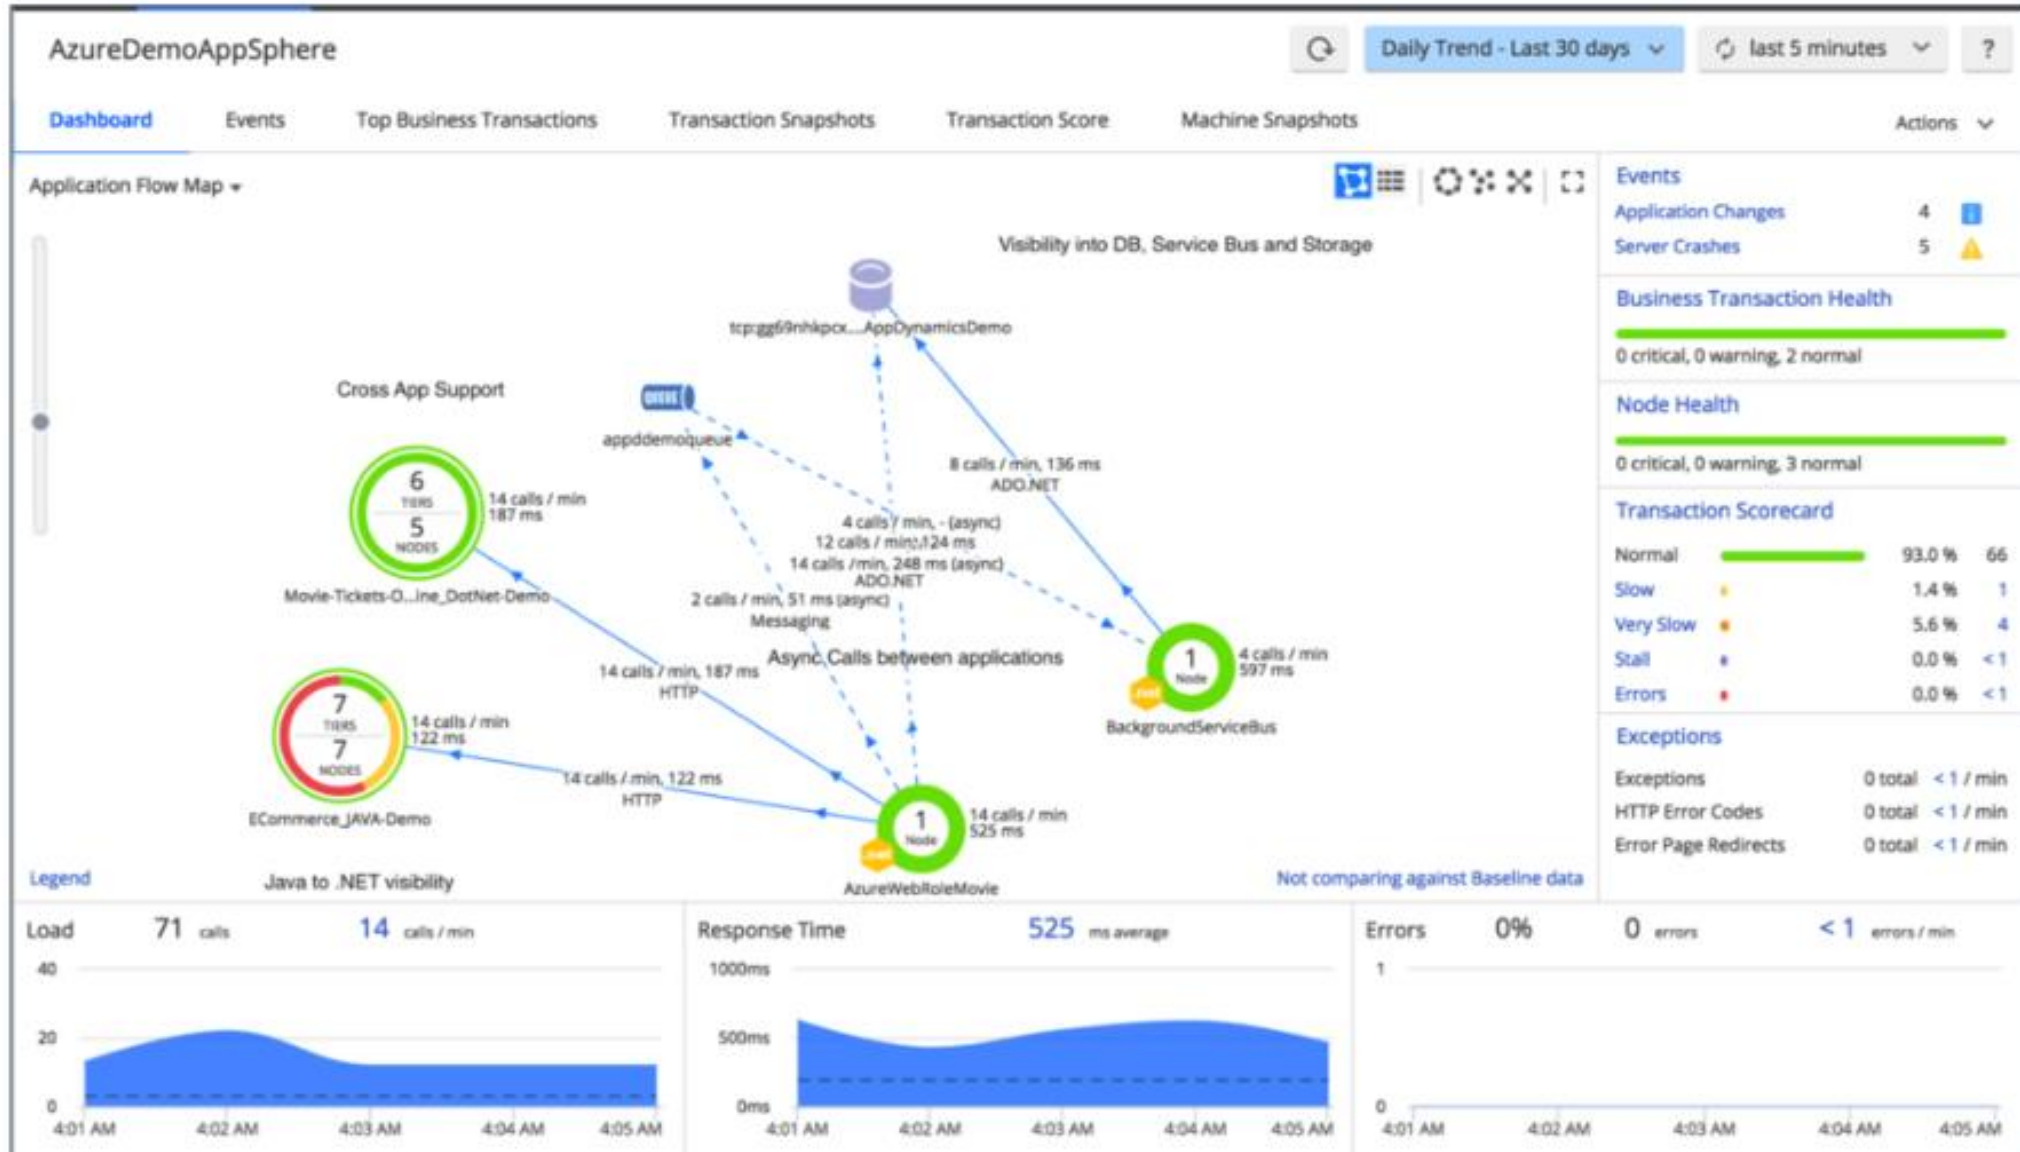 AzureDemoAppSphere
Daily Trend - Last 30 days
last 5 minutes
?
Dashboard
Events
Top Business Transactions
Transaction Snapshots
Transaction Score
Machine Snapshots
Actions
Application Flow Map
Visibility into DB, Service Bus and Storage
tcp:gg69nhkpcx....AppDynamicsDemo
Cross App Support
appddemoqueue
8 calls / min, 136 ms
ADO.NET
6
TIERS
5
NODES
14 calls / min
187 ms
Movie-Tickets-O...ine_DotNet-Demo
4 calls / min, - (async)
12 calls / min, 124 ms
14 calls /min, 248 ms (async)
ADO.NET
2 calls / min, 51 ms (async)
Messaging
Async Calls between applications
14 calls / min, 187 ms
HTTP
1
Node
4 calls / min
597 ms
BackgroundServiceBus
7
TIERS
7
NODES
14 calls / min
122 ms
ECommerce_JAVA-Demo
14 calls / min, 122 ms
HTTP
1
Node
14 calls / min
525 ms
AzureWebRoleMovie
Legend
Java to .NET visibility
Not comparing against Baseline data
Events
Application Changes 4
Server Crashes 5
Business Transaction Health
0 critical, 0 warning, 2 normal
Node Health
0 critical, 0 warning, 3 normal
Transaction Scorecard
Normal 93.0 % 66
Slow 1.4 % 1
Very Slow 5.6 % 4
Stall 0.0 % < 1
Errors 0.0 % < 1
Exceptions
Exceptions 0 total < 1 / min
HTTP Error Codes 0 total < 1 / min
Error Page Redirects 0 total < 1 / min
Load 71 calls 14 calls / min
40
20
0
4:01 AM 4:02 AM 4:03 AM 4:04 AM 4:05 AM
Response Time 525 ms average
1000ms
500ms
0ms
4:01 AM 4:02 AM 4:03 AM 4:04 AM 4:05 AM
Errors 0% 0 errors < 1 errors / min
1
0
4:01 AM 4:02 AM 4:03 AM 4:04 AM 4:05 AM